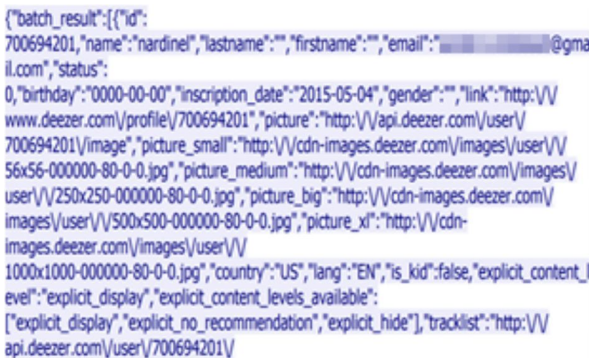 {"batch_result":[{"id":
700694201,"name":"nardinel","lastname":"","firstname":"","email":" @gma
il.com","status":
0,"birthday":"0000-00-00","inscription_date":"2015-05-04","gender":"","link":"http:\/\/
www.deezer.com\/profile\/700694201","picture":"http:\/\/api.deezer.com\/user\/
700694201\/image","picture_small":"http:\/\/cdn-images.deezer.com\/images\/user\/\/
56x56-000000-80-0-0.jpg","picture_medium":"http:\/\/cdn-images.deezer.com\/images\/
user\/\/250x250-000000-80-0-0.jpg","picture_big":"http:\/\/cdn-images.deezer.com\/
images\/user\/\/500x500-000000-80-0-0.jpg","picture_xl":"http:\/\/cdn-
images.deezer.com\/images\/user\/\/
1000x1000-000000-80-0-0.jpg","country":"US","lang":"EN","is_kid":false,"explicit_content_l
evel":"explicit_display","explicit_content_levels_available":
["explicit_display","explicit_no_recommendation","explicit_hide"],"tracklist":"http:\/\/
api.deezer.com\/user\/700694201\/